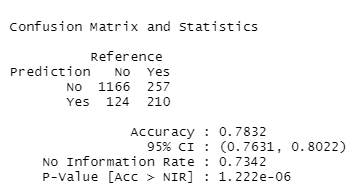 Confusion Matrix and Statistics
Reference
Prediction No Yes
No 1166 257
Yes 124 210
Accuracy : 0.7832
95% CI : (0.7631, 0.8022)
No Information Rate : 0.7342
P-Value [Acc > NIR] : 1.222e-06